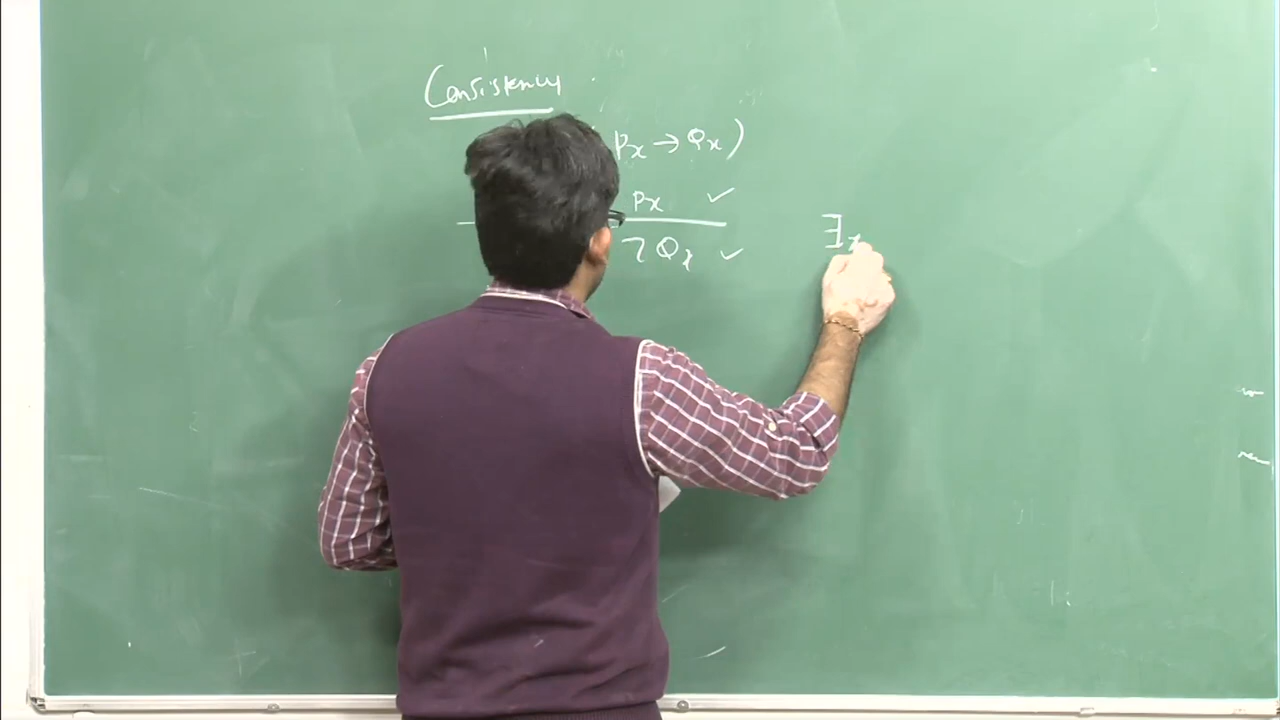 Consistency
Px → Qx)
Px ✓
¬Qx ✓
∃x